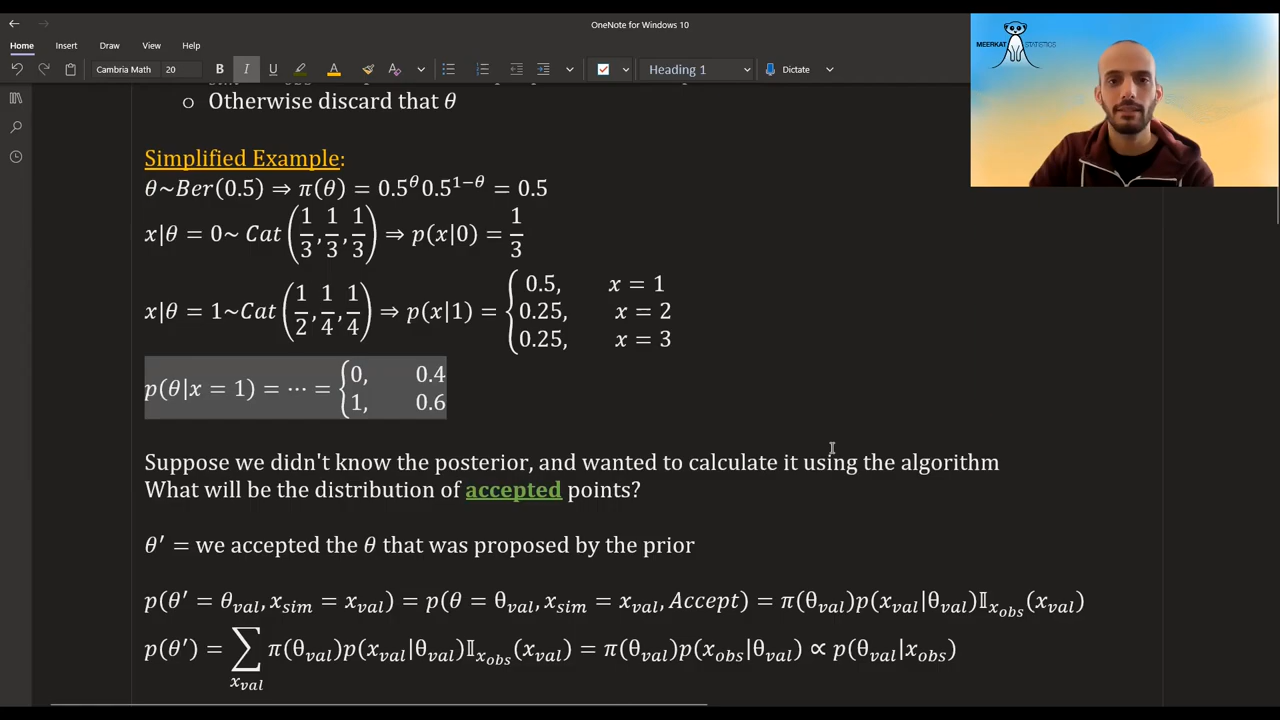 OneNote for Windows 10
Home Insert Draw View Help
Cambria Math 20 B I U A Heading 1 Dictate
MEERKAT STATISTICS
o Otherwise discard that θ
Simplified Example:
θ~Ber(0.5) ⇒ π(θ) = 0.5^θ 0.5^{1−θ} = 0.5
x|θ = 0~ Cat(1/3, 1/3, 1/3) ⇒ p(x|0) = 1/3
x|θ = 1~Cat(1/2, 1/4, 1/4) ⇒ p(x|1) = { 0.5, x = 1
0.25, x = 2
0.25, x = 3
p(θ|x = 1) = ⋯ = { 0, 0.4
1, 0.6
Suppose we didn't know the posterior, and wanted to calculate it using the algorithm
What will be the distribution of accepted points?
θ′ = we accepted the θ that was proposed by the prior
p(θ′ = θ_val, x_sim = x_val) = p(θ = θ_val, x_sim = x_val, Accept) = π(θ_val)p(x_val|θ_val)𝕀_{x_obs}(x_val)
p(θ′) = ∑_{x_val} π(θ_val)p(x_val|θ_val)𝕀_{x_obs}(x_val) = π(θ_val)p(x_obs|θ_val) ∝ p(θ_val|x_obs)